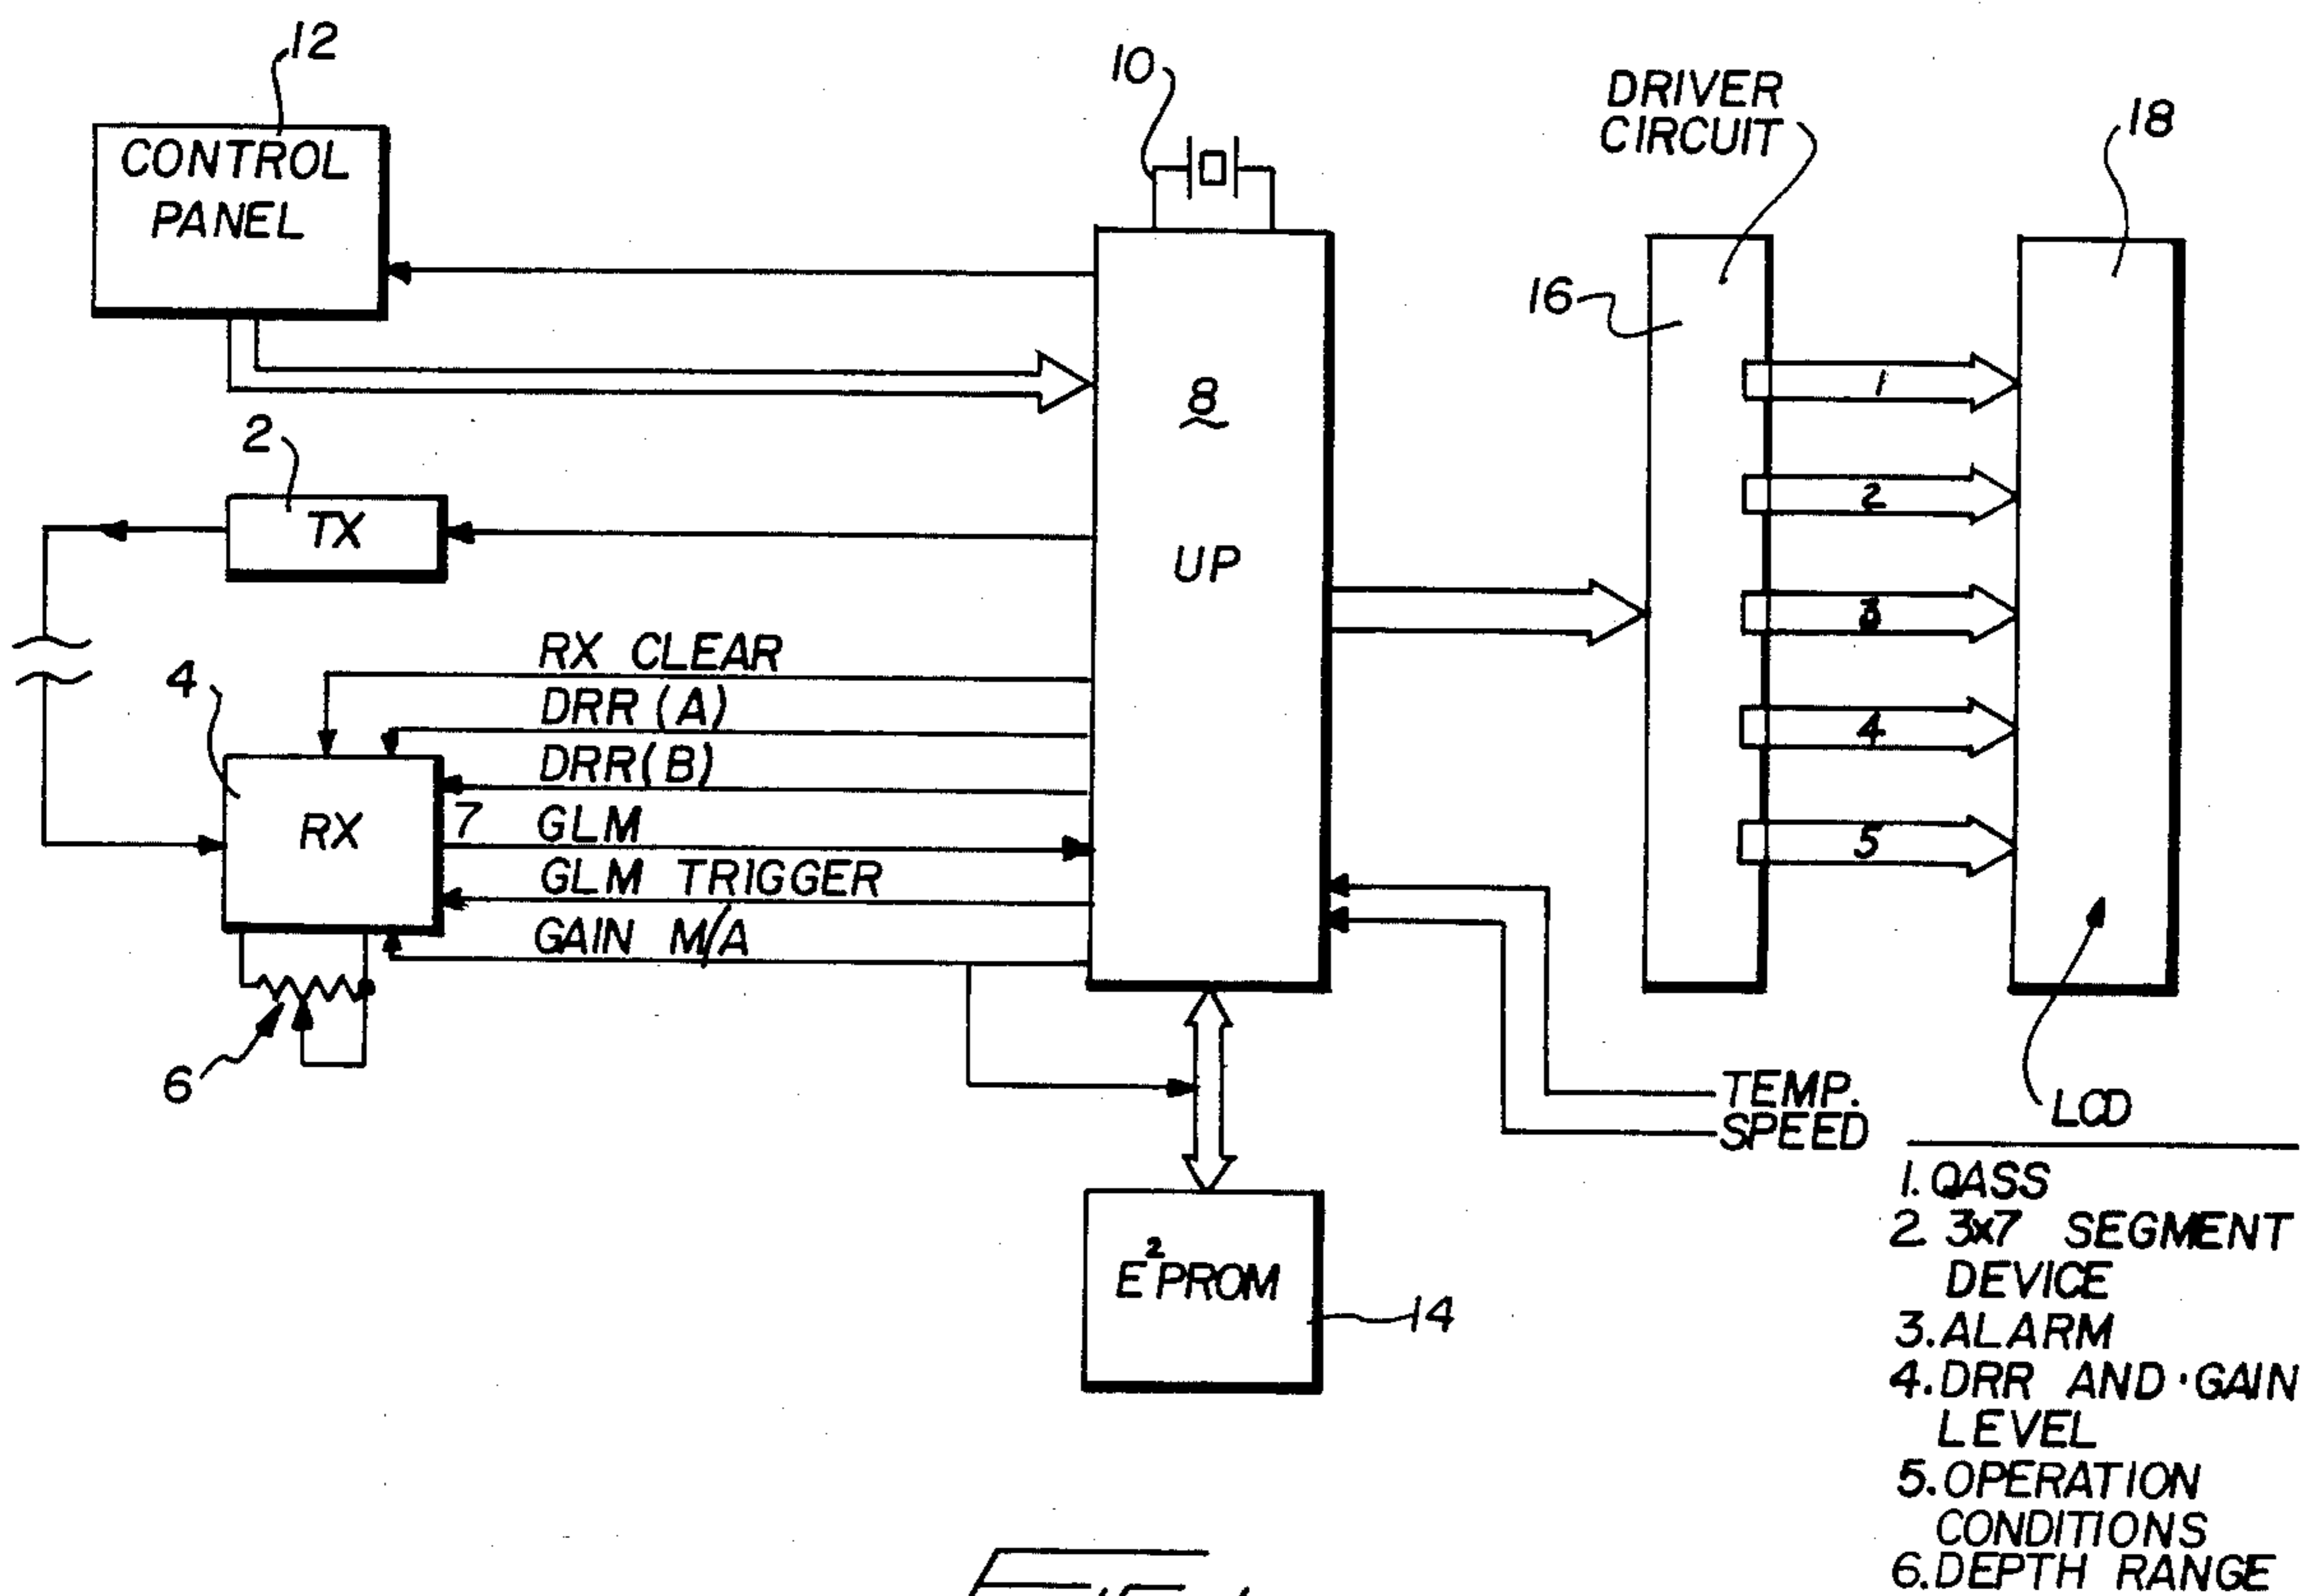 12
CONTROL
PANEL
10
DRIVER
CIRCUIT
18
16
8
UP
2
TX
1
2
3
4
5
RX CLEAR
DRR (A)
DRR(B)
7 GLM
GLM TRIGGER
GAIN M/A
4
RX
6
TEMP.
SPEED
E²PROM
14
LCD
1. QASS
2 3x7 SEGMENT
DEVICE
3. ALARM
4. DRR AND GAIN
LEVEL
5. OPERATION
CONDITIONS
6. DEPTH RANGE